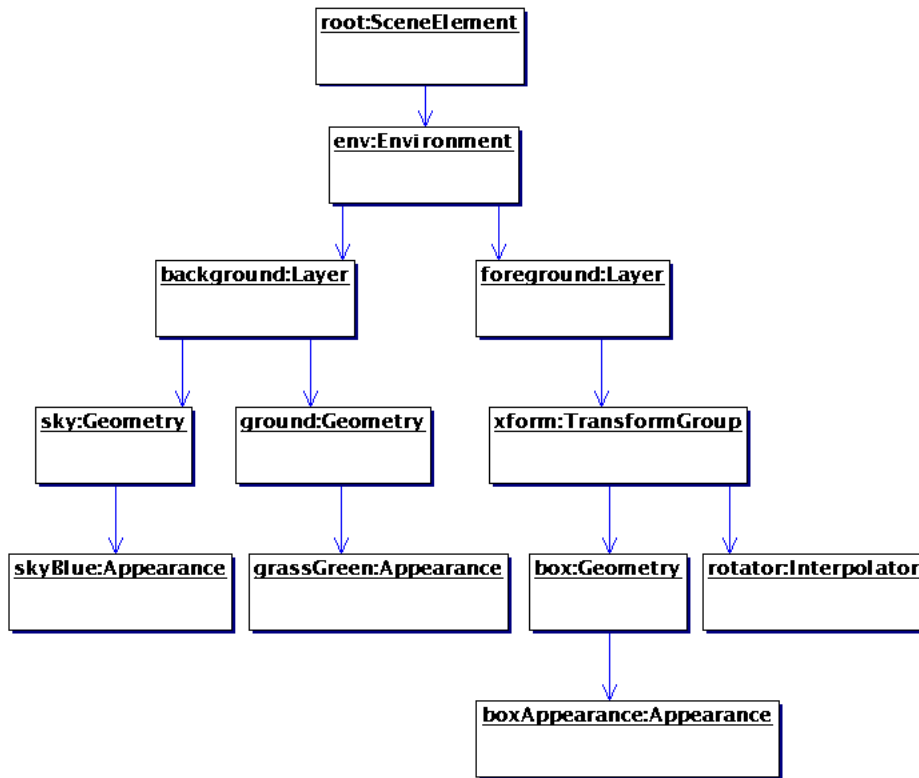 root:SceneElement
env:Environment
background:Layer
foreground:Layer
sky:Geometry
ground:Geometry
xform:TransformGroup
skyBlue:Appearance
grassGreen:Appearance
box:Geometry
rotator:Interpolator
boxAppearance:Appearance